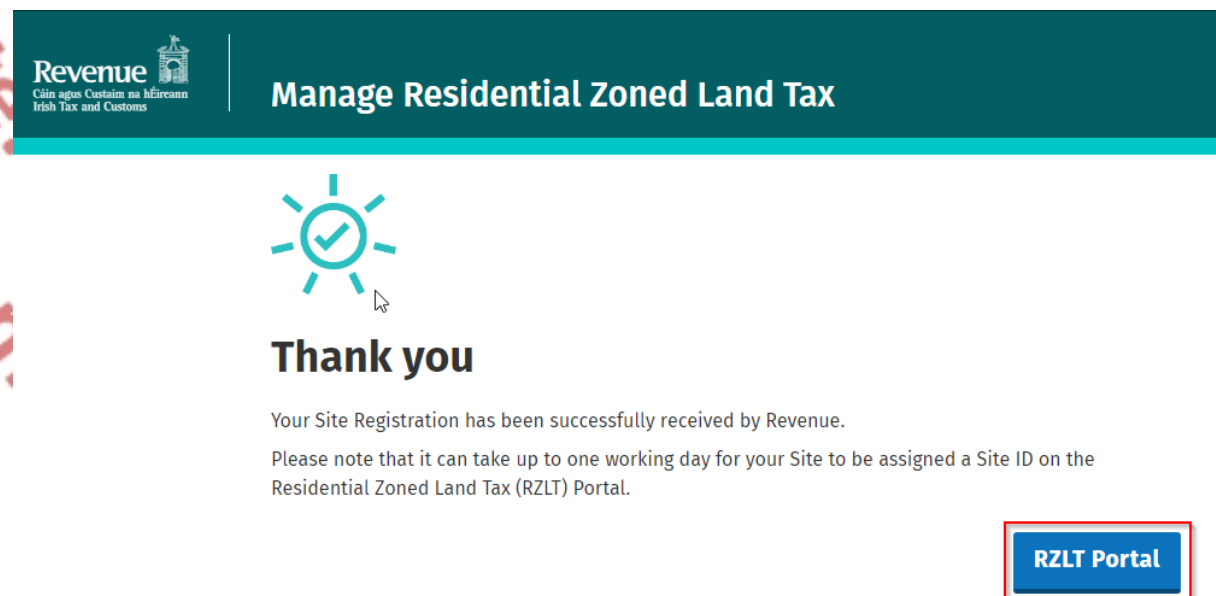 Revenue
Cáin agus Custaim na hÉireann
Irish Tax and Customs
Manage Residential Zoned Land Tax
Thank you
Your Site Registration has been successfully received by Revenue.
Please note that it can take up to one working day for your Site to be assigned a Site ID on the
Residential Zoned Land Tax (RZLT) Portal.
RZLT Portal